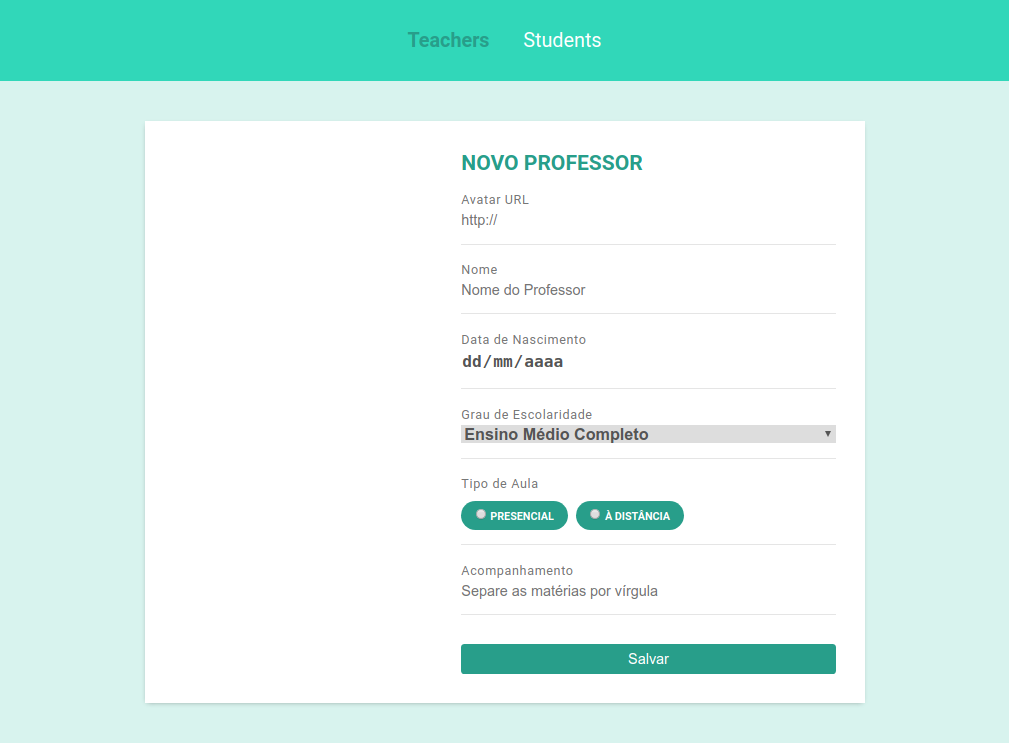 Teachers Students
NOVO PROFESSOR
Avatar URL
http://
Nome
Nome do Professor
Data de Nascimento
dd/mm/aaaa
Grau de Escolaridade
Ensino Médio Completo
Tipo de Aula
PRESENCIAL À DISTÂNCIA
Acompanhamento
Separe as matérias por vírgula
Salvar